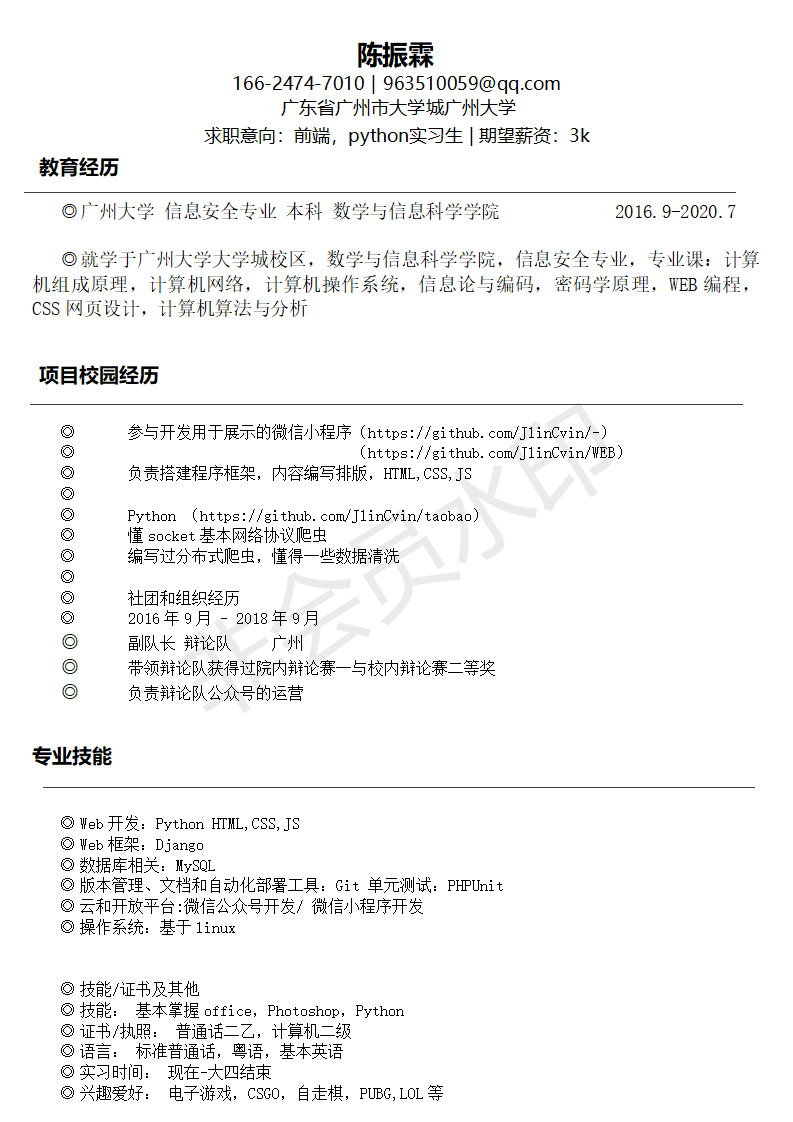 陈振霖
166-2474-7010 | 963510059@qq.com
广东省广州市大学城广州大学
求职意向：前端，python实习生 | 期望薪资：3k
教育经历
◎广州大学 信息安全专业 本科 数学与信息科学学院 2016.9-2020.7
◎就学于广州大学大学城校区，数学与信息科学学院，信息安全专业，专业课：计算
机组成原理，计算机网络，计算机操作系统，信息论与编码，密码学原理，WEB 编程，
CSS 网页设计，计算机算法与分析
项目校园经历
◎ 参与开发用于展示的微信小程序（https://github.com/JlinCvin/-）
◎ （https://github.com/JlinCvin/WEB）
◎ 负责搭建程序框架，内容编写排版，HTML,CSS,JS
◎
◎ Python （https://github.com/JlinCvin/taobao）
◎ 懂 socket 基本网络协议爬虫
◎ 编写过分布式爬虫，懂得一些数据清洗
◎
◎ 社团和组织经历
◎ 2016 年 9 月 – 2018 年 9 月
◎ 副队长 辩论队 广州
◎ 带领辩论队获得过院内辩论赛一与校内辩论赛二等奖
◎ 负责辩论队公众号的运营
非会员水印
专业技能
◎ Web 开发：Python HTML,CSS,JS
◎ Web 框架：Django
◎ 数据库相关：MySQL
◎ 版本管理、文档和自动化部署工具：Git 单元测试：PHPUnit
◎ 云和开放平台:微信公众号开发/ 微信小程序开发
◎ 操作系统：基于 linux
◎ 技能/证书及其他
◎ 技能： 基本掌握 office，Photoshop，Python
◎ 证书/执照： 普通话二乙，计算机二级
◎ 语言： 标准普通话，粤语，基本英语
◎ 实习时间： 现在-大四结束
◎ 兴趣爱好： 电子游戏，CSGO，自走棋，PUBG,LOL 等